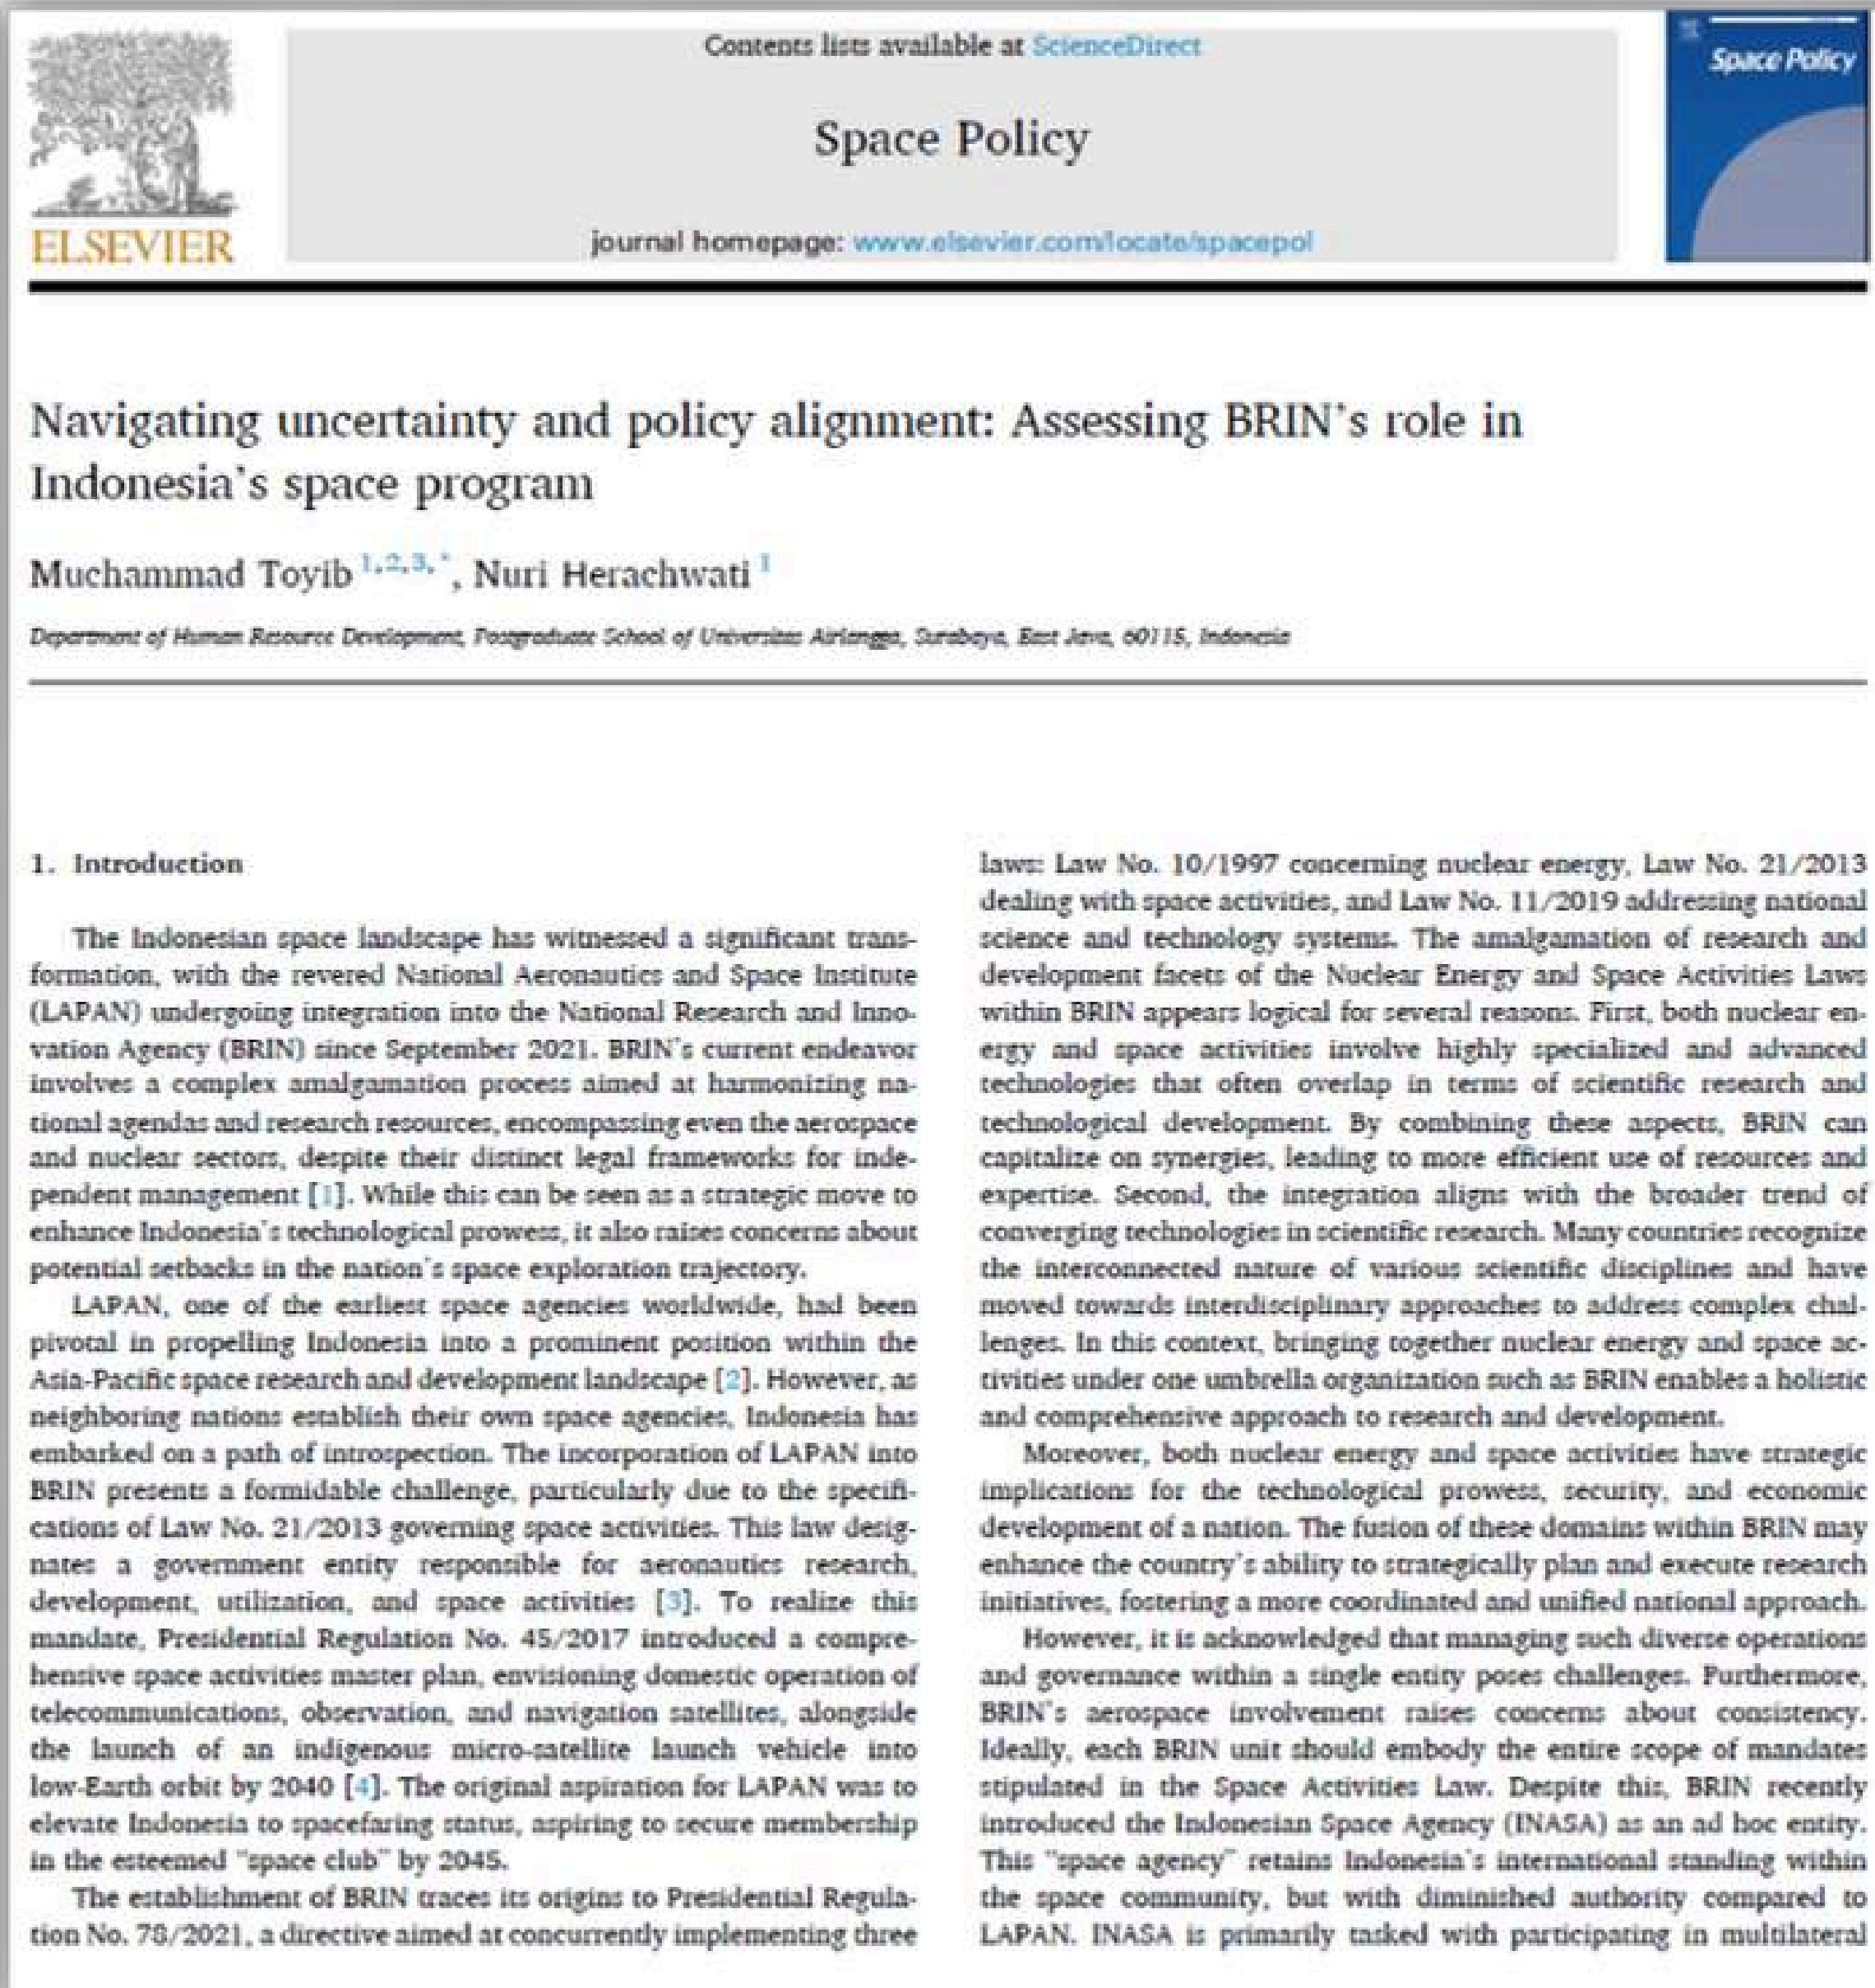 Contents lists available at ScienceDirect
Space Policy
journal homepage: www.elsevier.com/locate/spacepol
ELSEVIER
Space Policy
Navigating uncertainty and policy alignment: Assessing BRIN's role in
Indonesia's space program
Muchammad Toyib 1,2,3,*, Nuri Herachwati 1
Department of Human Resource Development, Postgraduate School of Universitas Airlangga, Surabaya, East Java, 60115, Indonesia
1. Introduction
The Indonesian space landscape has witnessed a significant trans-
formation, with the revered National Aeronautics and Space Institute
(LAPAN) undergoing integration into the National Research and Inno-
vation Agency (BRIN) since September 2021. BRIN's current endeavor
involves a complex amalgamation process aimed at harmonizing na-
tional agendas and research resources, encompassing even the aerospace
and nuclear sectors, despite their distinct legal frameworks for inde-
pendent management [1]. While this can be seen as a strategic move to
enhance Indonesia's technological prowess, it also raises concerns about
potential setbacks in the nation's space exploration trajectory.
LAPAN, one of the earliest space agencies worldwide, had been
pivotal in propelling Indonesia into a prominent position within the
Asia-Pacific space research and development landscape [2]. However, as
neighboring nations establish their own space agencies, Indonesia has
embarked on a path of introspection. The incorporation of LAPAN into
BRIN presents a formidable challenge, particularly due to the specifi-
cations of Law No. 21/2013 governing space activities. This law desig-
nates a government entity responsible for aeronautics research,
development, utilization, and space activities [3]. To realize this
mandate, Presidential Regulation No. 45/2017 introduced a compre-
hensive space activities master plan, envisioning domestic operation of
telecommunications, observation, and navigation satellites, alongside
the launch of an indigenous micro-satellite launch vehicle into
low-Earth orbit by 2040 [4]. The original aspiration for LAPAN was to
elevate Indonesia to spacefaring status, aspiring to secure membership
in the esteemed "space club" by 2045.
The establishment of BRIN traces its origins to Presidential Regula-
tion No. 78/2021, a directive aimed at concurrently implementing three
laws: Law No. 10/1997 concerning nuclear energy, Law No. 21/2013
dealing with space activities, and Law No. 11/2019 addressing national
science and technology systems. The amalgamation of research and
development facets of the Nuclear Energy and Space Activities Laws
within BRIN appears logical for several reasons. First, both nuclear en-
ergy and space activities involve highly specialized and advanced
technologies that often overlap in terms of scientific research and
technological development. By combining these aspects, BRIN can
capitalize on synergies, leading to more efficient use of resources and
expertise. Second, the integration aligns with the broader trend of
converging technologies in scientific research. Many countries recognize
the interconnected nature of various scientific disciplines and have
moved towards interdisciplinary approaches to address complex chal-
lenges. In this context, bringing together nuclear energy and space ac-
tivities under one umbrella organization such as BRIN enables a holistic
and comprehensive approach to research and development.
Moreover, both nuclear energy and space activities have strategic
implications for the technological prowess, security, and economic
development of a nation. The fusion of these domains within BRIN may
enhance the country's ability to strategically plan and execute research
initiatives, fostering a more coordinated and unified national approach.
However, it is acknowledged that managing such diverse operations
and governance within a single entity poses challenges. Furthermore,
BRIN's aerospace involvement raises concerns about consistency.
Ideally, each BRIN unit should embody the entire scope of mandates
stipulated in the Space Activities Law. Despite this, BRIN recently
introduced the Indonesian Space Agency (INASA) as an ad hoc entity.
This "space agency" retains Indonesia's international standing within
the space community, but with diminished authority compared to
LAPAN. INASA is primarily tasked with participating in multilateral